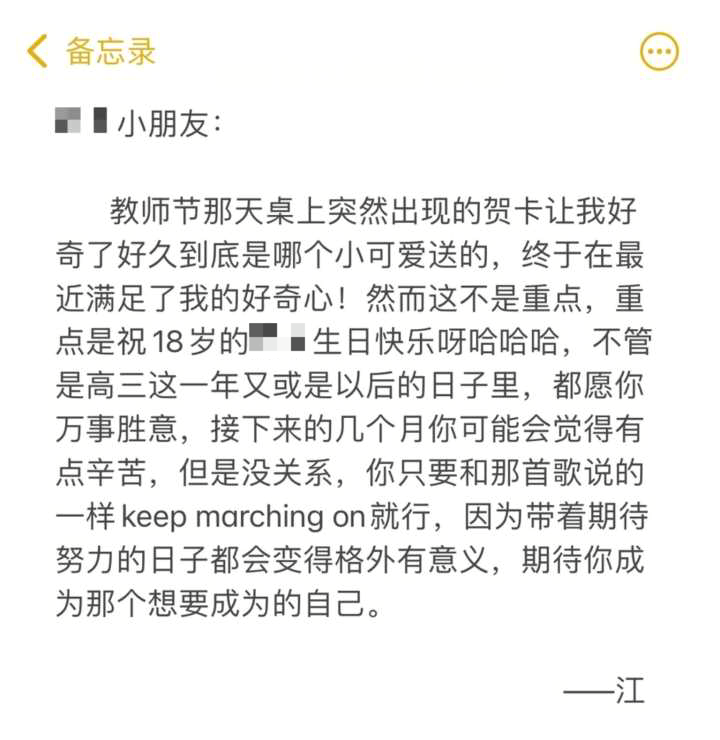 备忘录
小朋友：
教师节那天桌上突然出现的贺卡让我好
奇了好久到底是哪个小可爱送的，终于在最
近满足了我的好奇心！然而这不是重点，重
点是祝18岁的生日快乐呀哈哈哈，不管
是高三这一年又或是以后的日子里，都愿你
万事胜意，接下来的几个月你可能会觉得有
点辛苦，但是没关系，你只要和那首歌说的
一样keep marching on就行，因为带着期待
努力的日子都会变得格外有意义，期待你成
为那个想要成为的自己。
——江